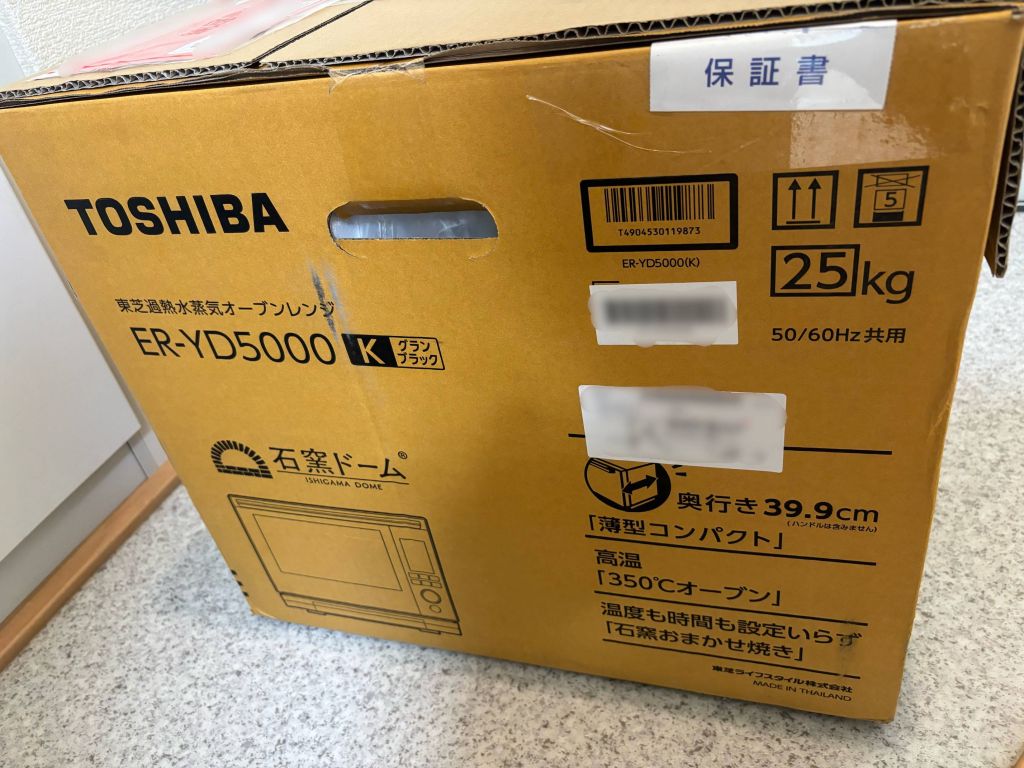 保証書
TOSHIBA
T4904530119873
ER-YD5000(K)
5
25kg
50/60Hz共用
東芝過熱水蒸気オーブンレンジ
ER-YD5000 K グラン
ブラック
石窯ドーム®
ISHIGAMA DOME
奥行き39.9cm
(ハンドルは含みません)
「薄型コンパクト」
高温
「350℃オーブン」
温度も時間も設定いらず
「石窯おまかせ焼き」
東芝ライフスタイル株式会社
MADE IN THAILAND